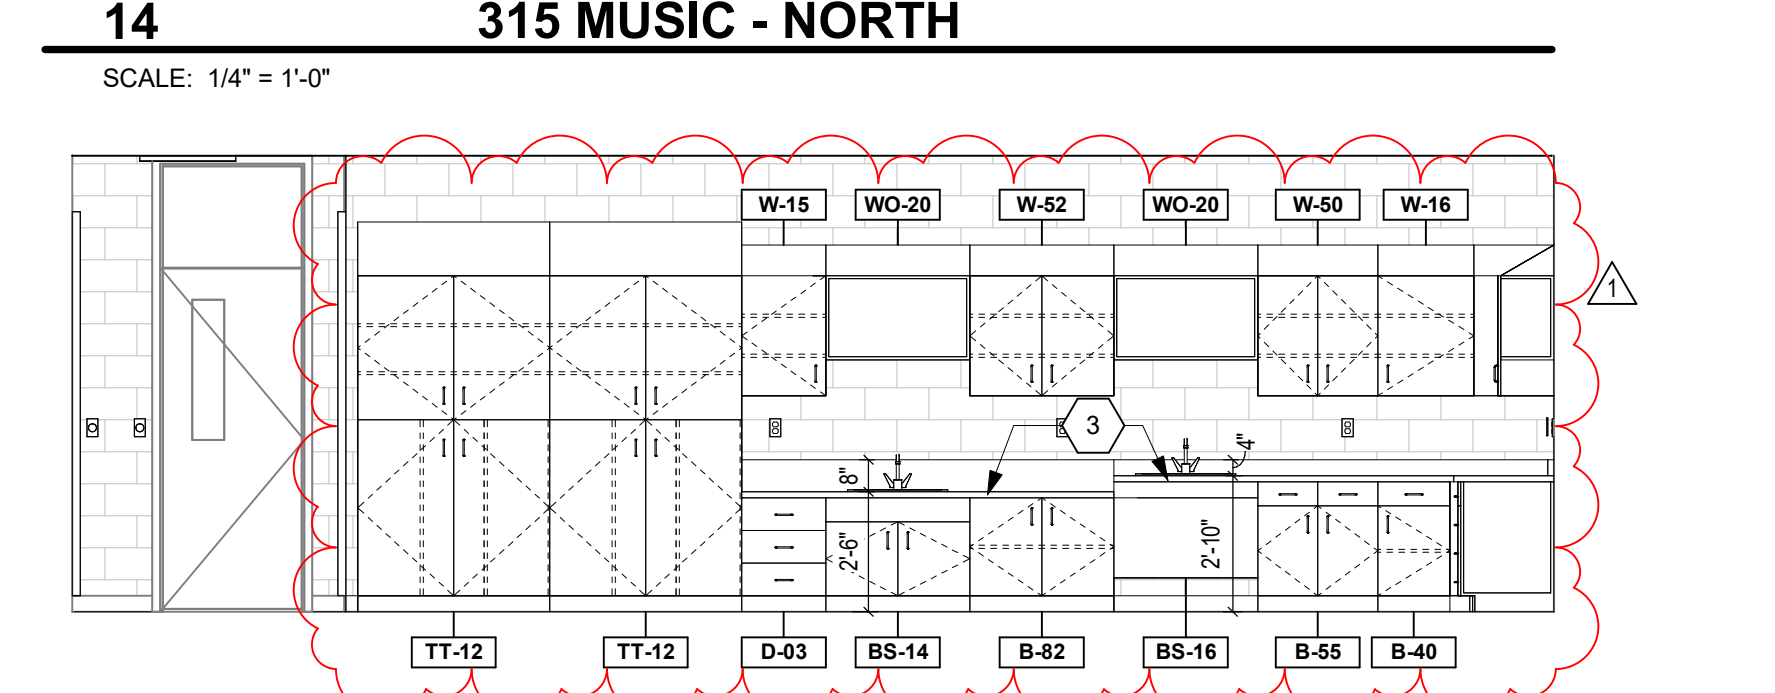 14 315 MUSIC - NORTH
SCALE: 1/4" = 1'-0"
W-15 WO-20 W-52 WO-20 W-50 W-16
1
3
8" 4"
2'-6" 2'-10"
TT-12 TT-12 D-03 BS-14 B-82 BS-16 B-55 B-40